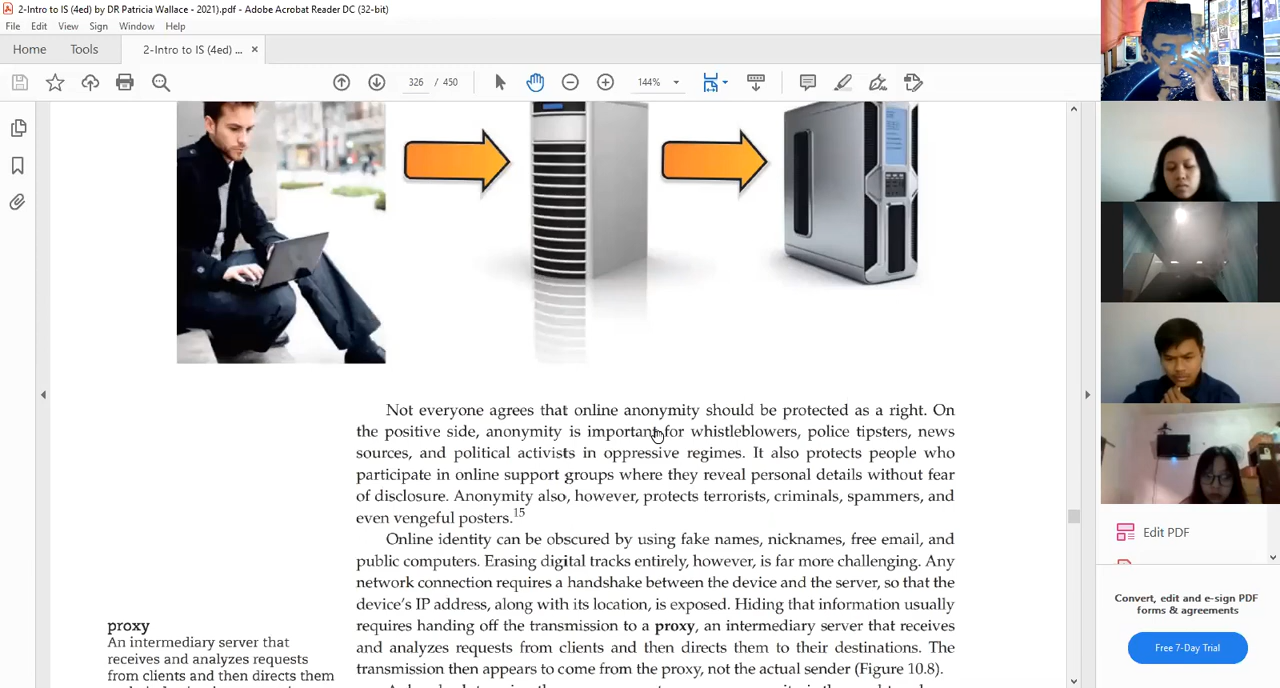 2-Intro to IS (4ed) by DR Patricia Wallace - 2021).pdf - Adobe Acrobat Reader DC (32-bit)
File Edit View Sign Window Help
Home Tools 2-Intro to IS (4ed) ... ×
326 / 450 144%
Not everyone agrees that online anonymity should be protected as a right. On
the positive side, anonymity is important for whistleblowers, police tipsters, news
sources, and political activists in oppressive regimes. It also protects people who
participate in online support groups where they reveal personal details without fear
of disclosure. Anonymity also, however, protects terrorists, criminals, spammers, and
even vengeful posters.15
Online identity can be obscured by using fake names, nicknames, free email, and
public computers. Erasing digital tracks entirely, however, is far more challenging. Any
network connection requires a handshake between the device and the server, so that the
device's IP address, along with its location, is exposed. Hiding that information usually
requires handing off the transmission to a proxy, an intermediary server that receives
and analyzes requests from clients and then directs them to their destinations. The
transmission then appears to come from the proxy, not the actual sender (Figure 10.8).
proxy
An intermediary server that
receives and analyzes requests
from clients and then directs them
Edit PDF
Convert, edit and e-sign PDF
forms & agreements
Free 7-Day Trial